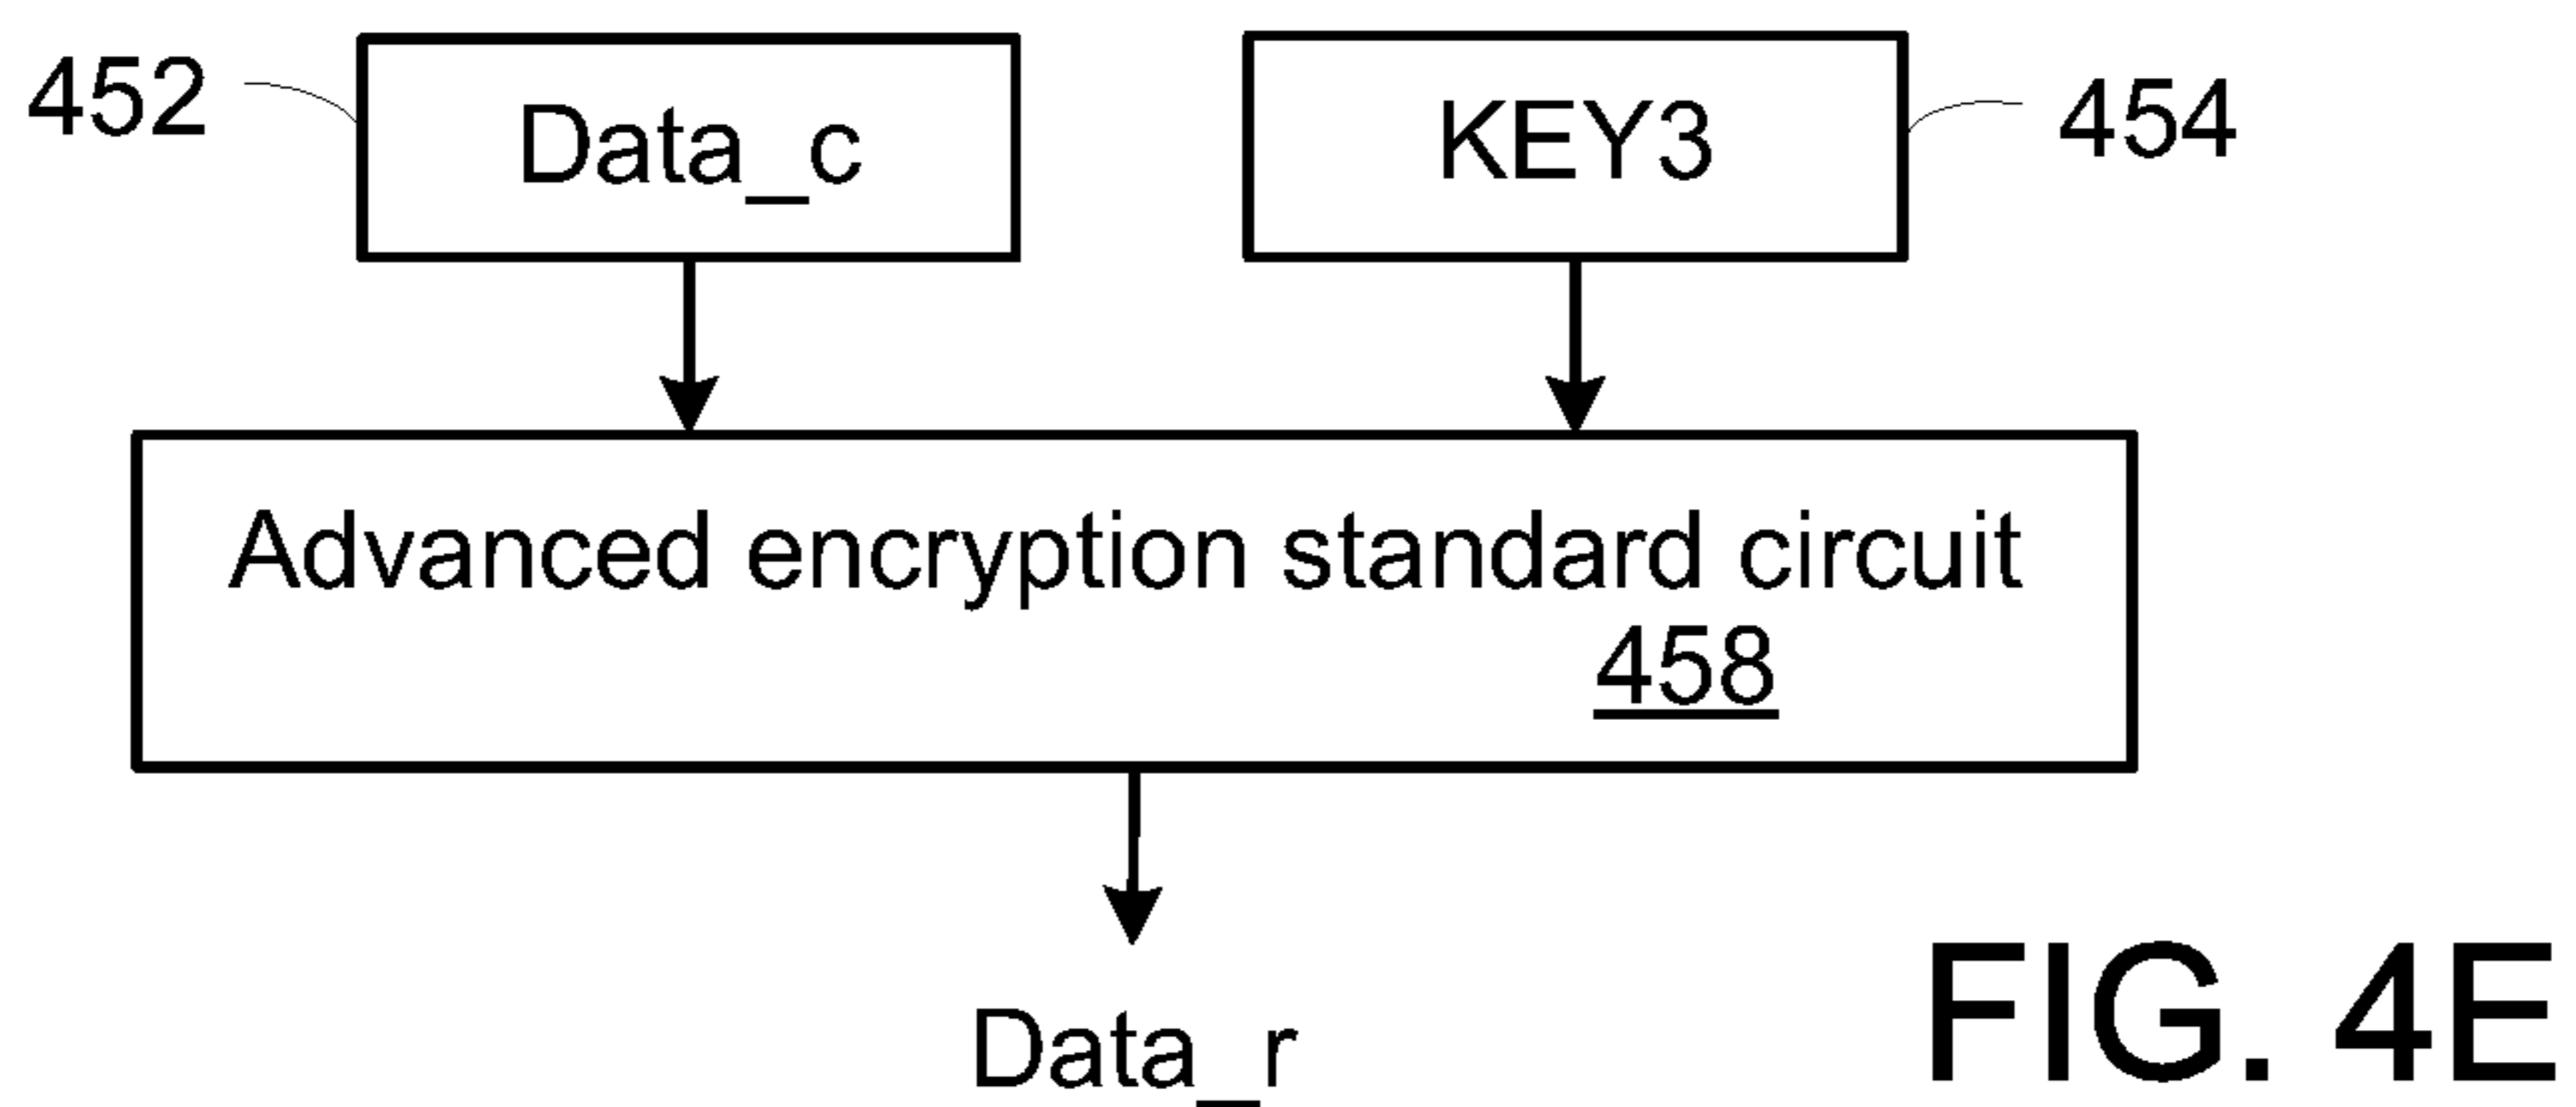 452
Data_c
KEY3
454
Advanced encryption standard circuit
458
Data_r
FIG. 4E